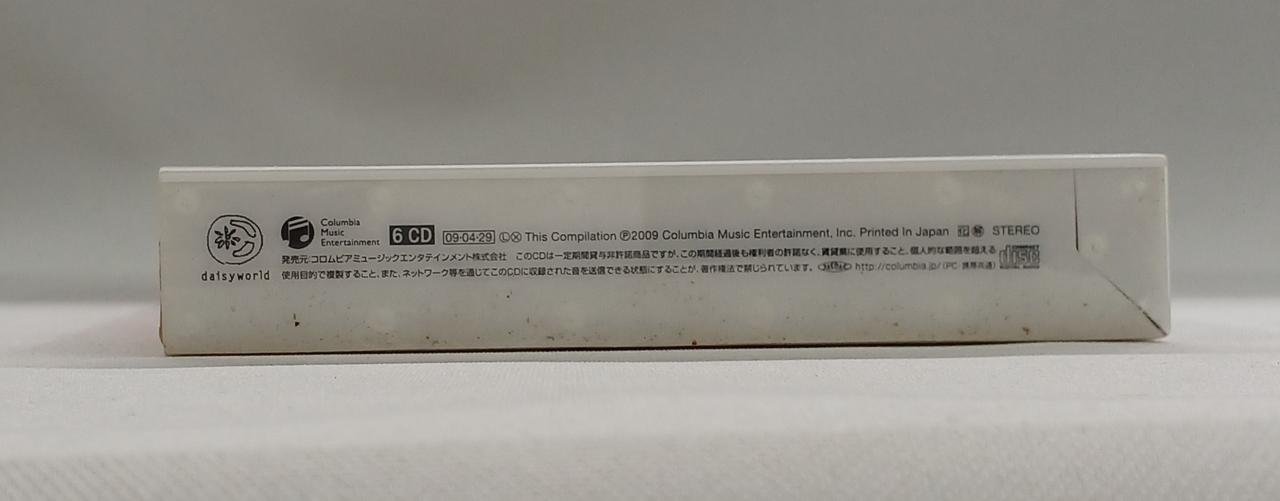 daisyworld
Columbia
Music
Entertainment
6 CD
09·04·29 Ⓛ Ⓧ This Compilation ℗2009 Columbia Music Entertainment, Inc. Printed In Japan STEREO
発売元:コロムビアミュージックエンタテインメント株式会社 このCDは一定期間貸与非許諾商品ですが、この期間経過後も権利者の許諾なく、賃貸業に使用すること、個人的な範囲を超える
使用目的で複製すること、また、ネットワーク等を通じてこのCDに収録された音を送信できる状態にすることが、著作権法で禁じられています。 http://columbia.jp/ (PC·携帯共通)
disc